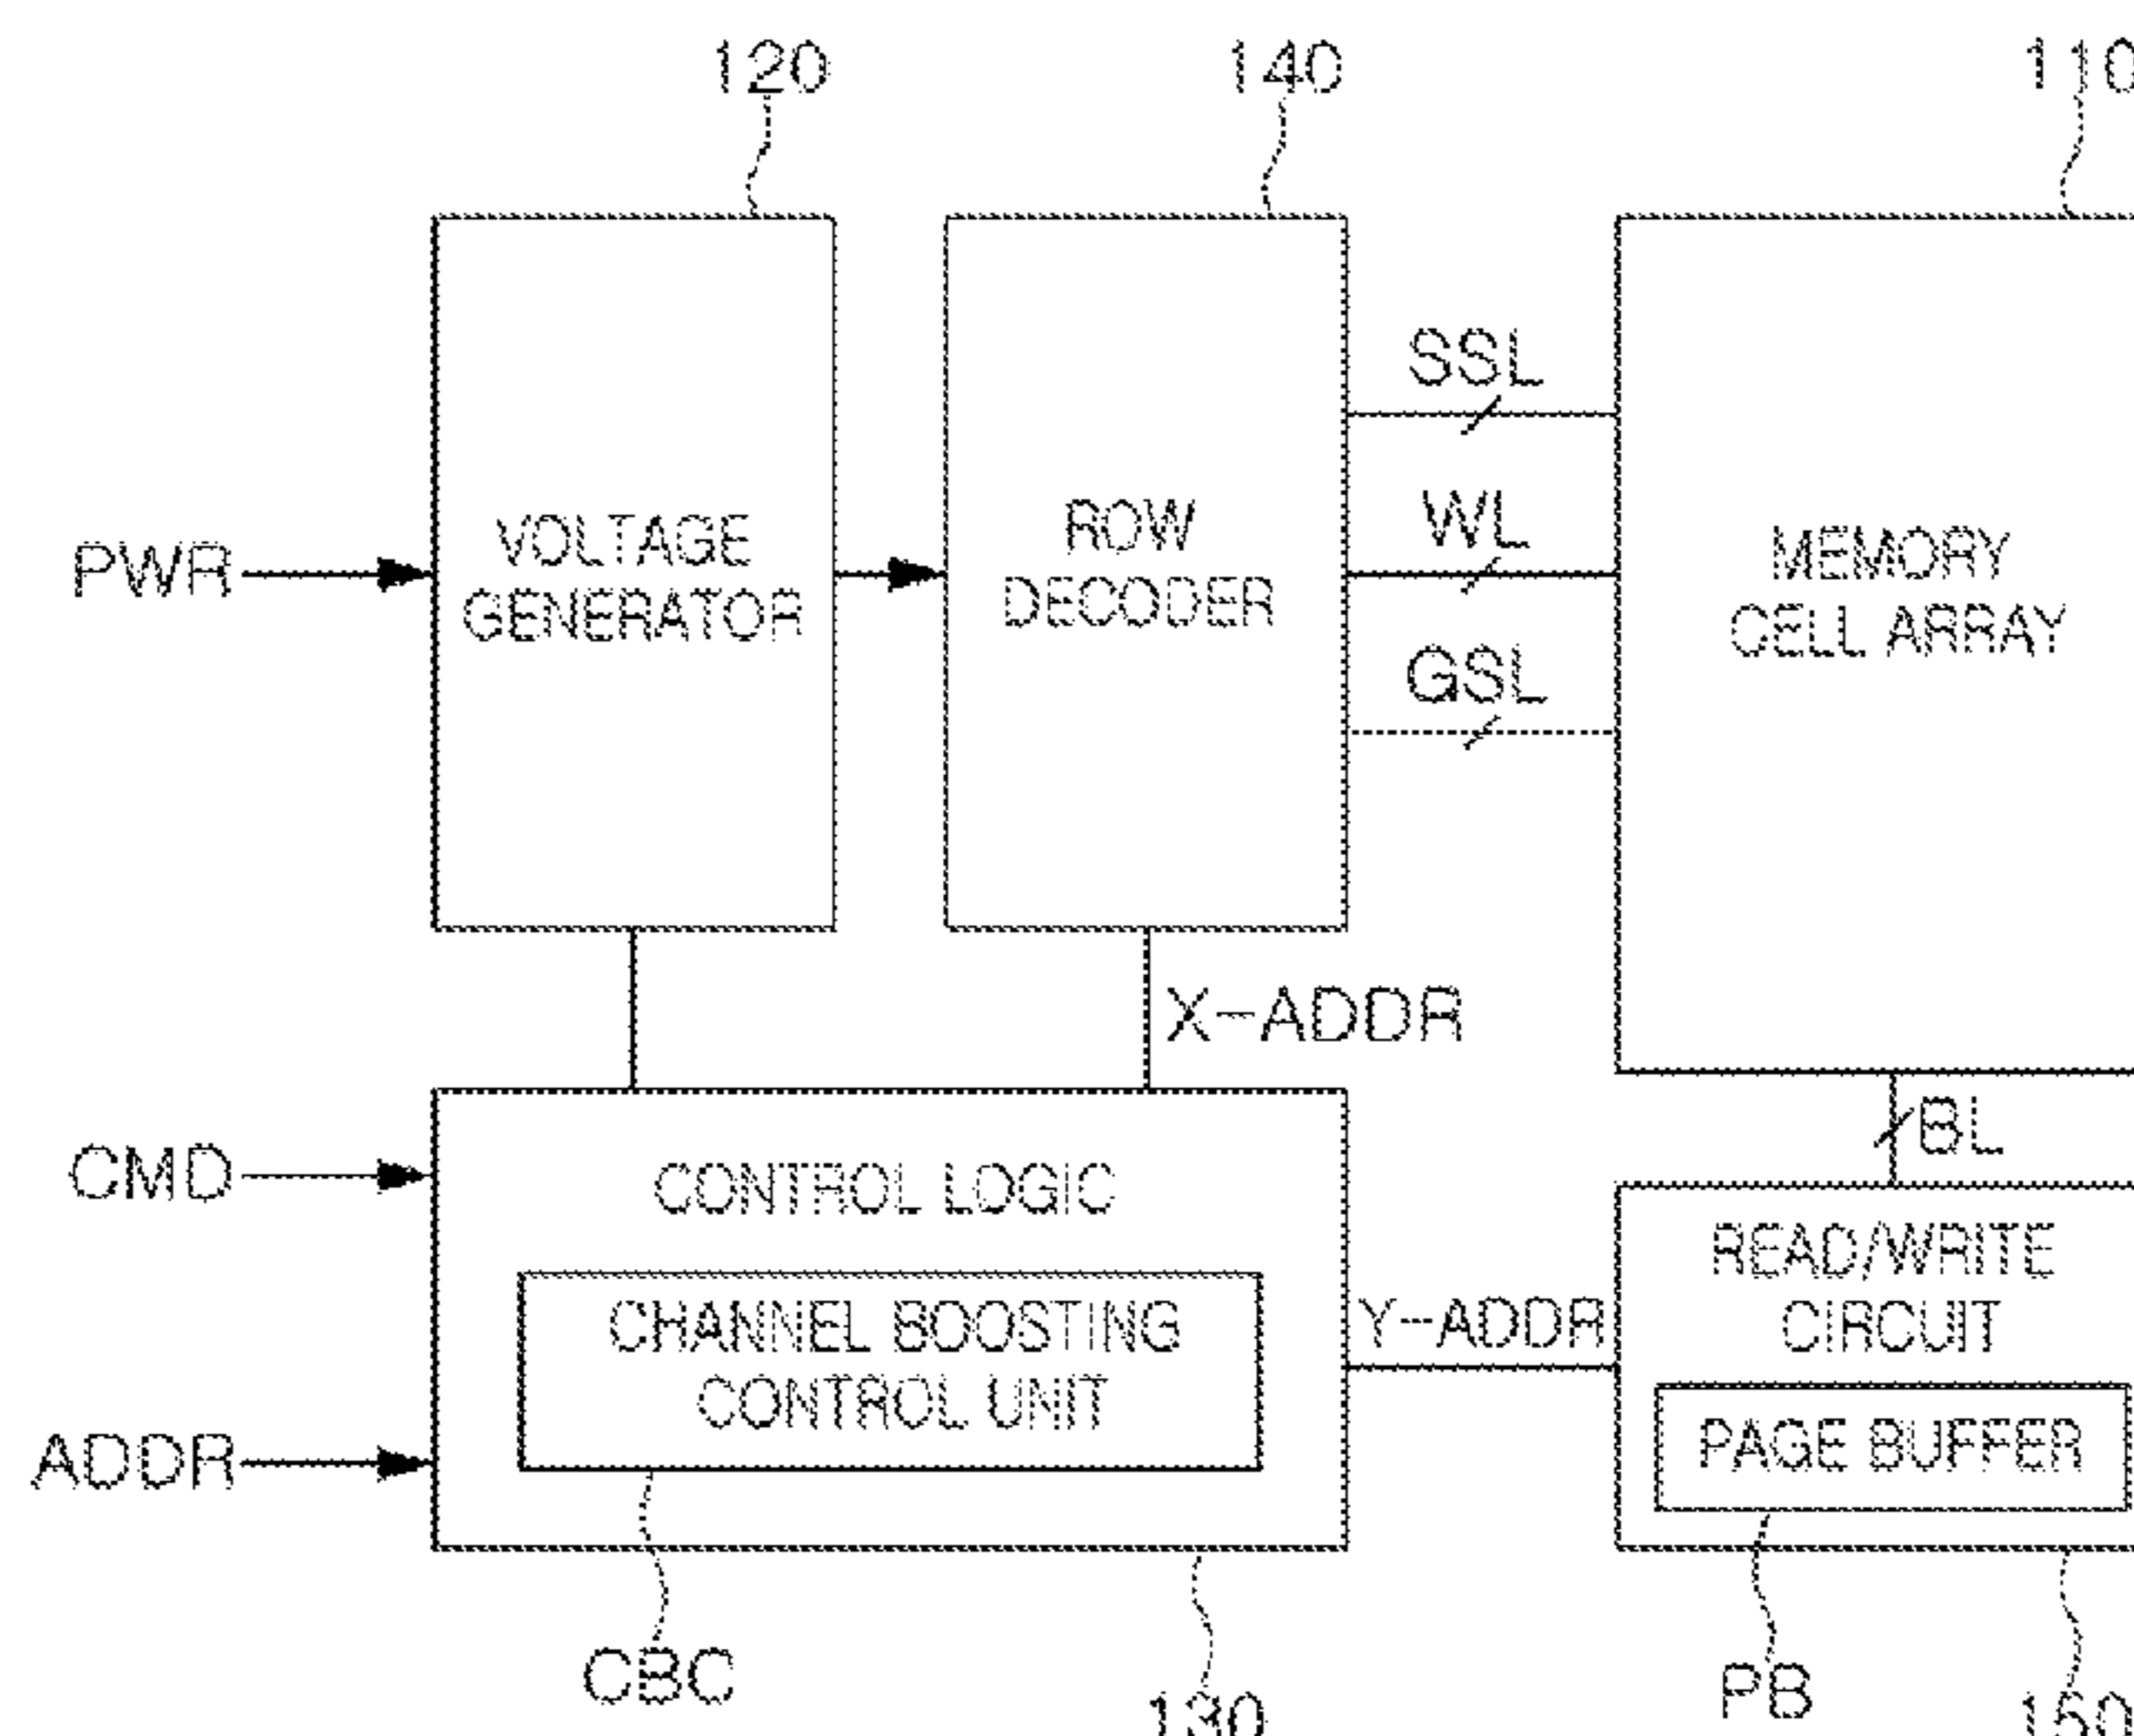 120
140
110
SSL
WL
GSL
PWR
VOLTAGE
GENERATOR
ROW
DECODER
MEMORY
CELL ARRAY
X-ADDR
BL
CMD
CONTROL LOGIC
READ/WRITE
CIRCUIT
CHANNEL BOOSTING
CONTROL UNIT
Y-ADDR
ADDR
PAGE BUFFER
CBC
130
PB
150